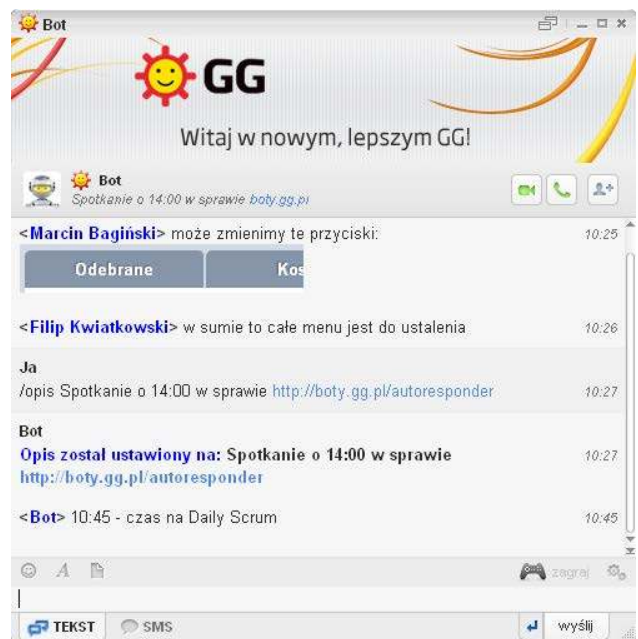 Bot
GG
Witaj w nowym, lepszym GG!
Bot
Spotkanie o 14:00 w sprawie boty.gg.pl
<Marcin Bagiński> może zmienimy te przyciski: 10:25
Odebrane Kos
<Filip Kwiatkowski> w sumie to całe menu jest do ustalenia 10:26
Ja
/opis Spotkanie o 14:00 w sprawie http://boty.gg.pl/autoresponder 10:27
Bot
Opis został ustawiony na: Spotkanie o 14:00 w sprawie 10:27
http://boty.gg.pl/autoresponder
<Bot> 10:45 - czas na Daily Scrum 10:45
A zagraj
TEKST SMS wyślij